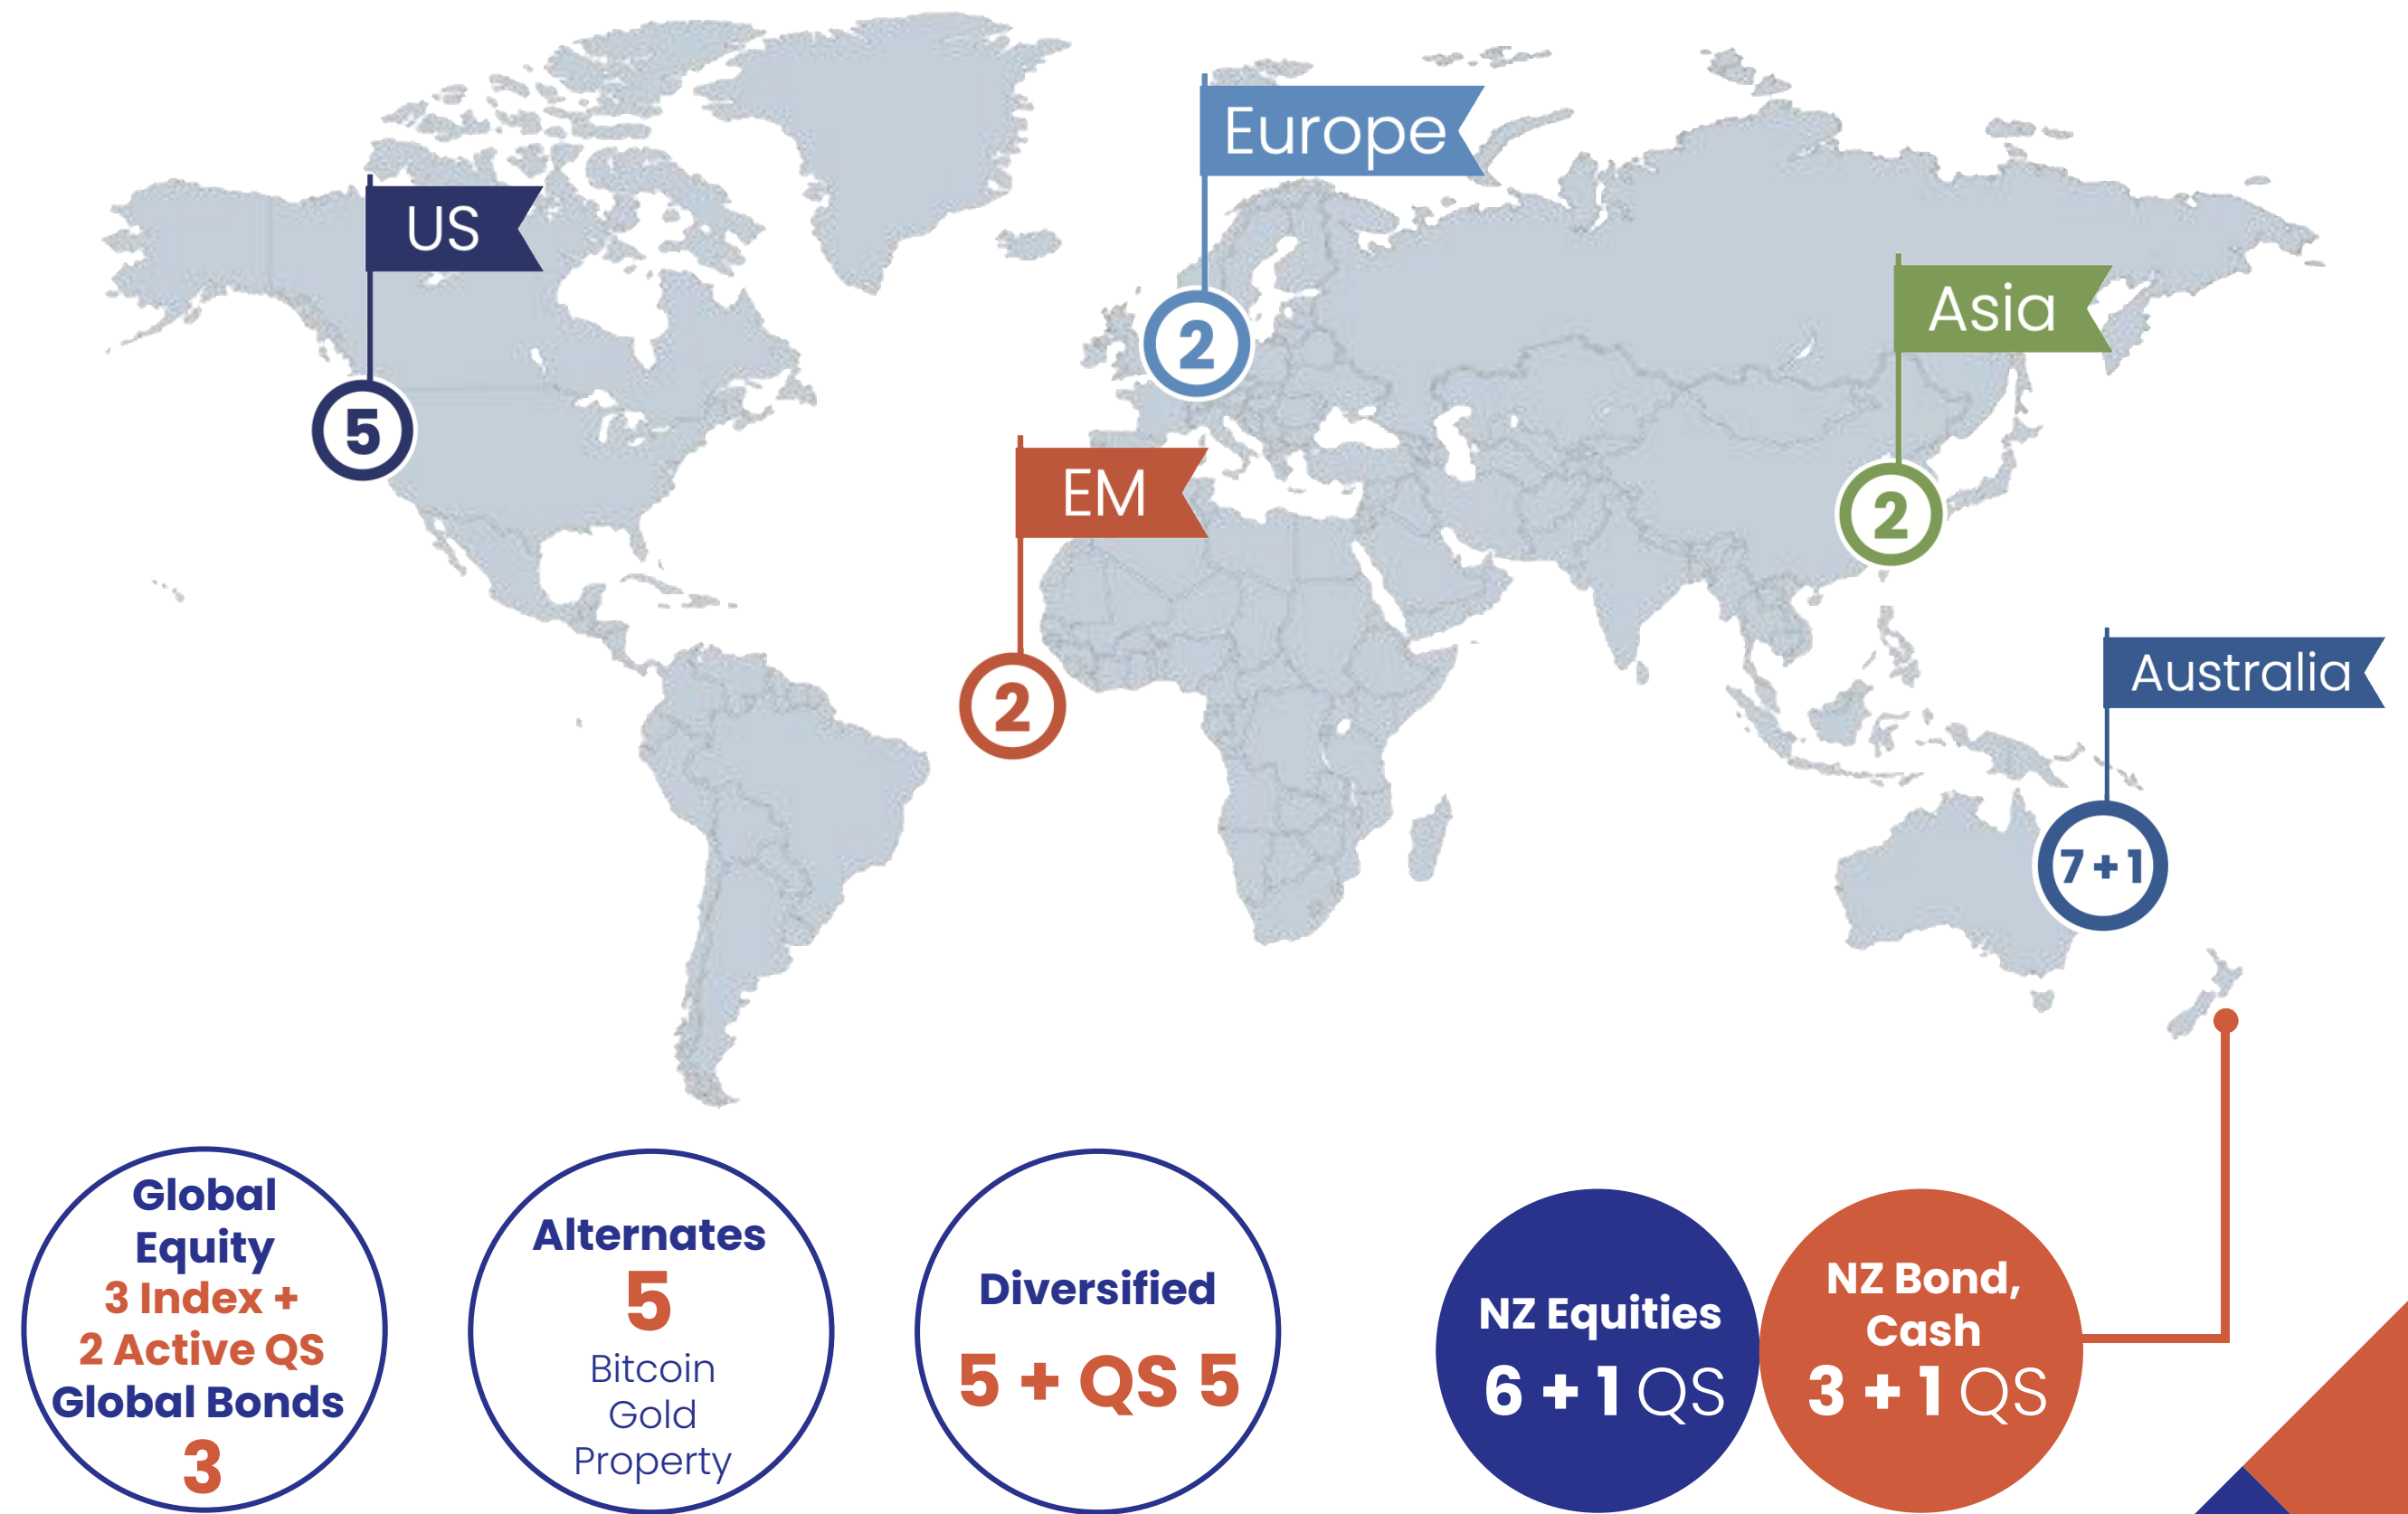 Europe
US
Asia
2
5
EM
2
Australia
2
7 + 1
Global
Equity
3 Index +
2 Active QS
Global Bonds
3
Alternates
5
Bitcoin
Gold
Property
Diversified
5 + QS 5
NZ Equities
6 + 1 QS
NZ Bond,
Cash
3 + 1 QS